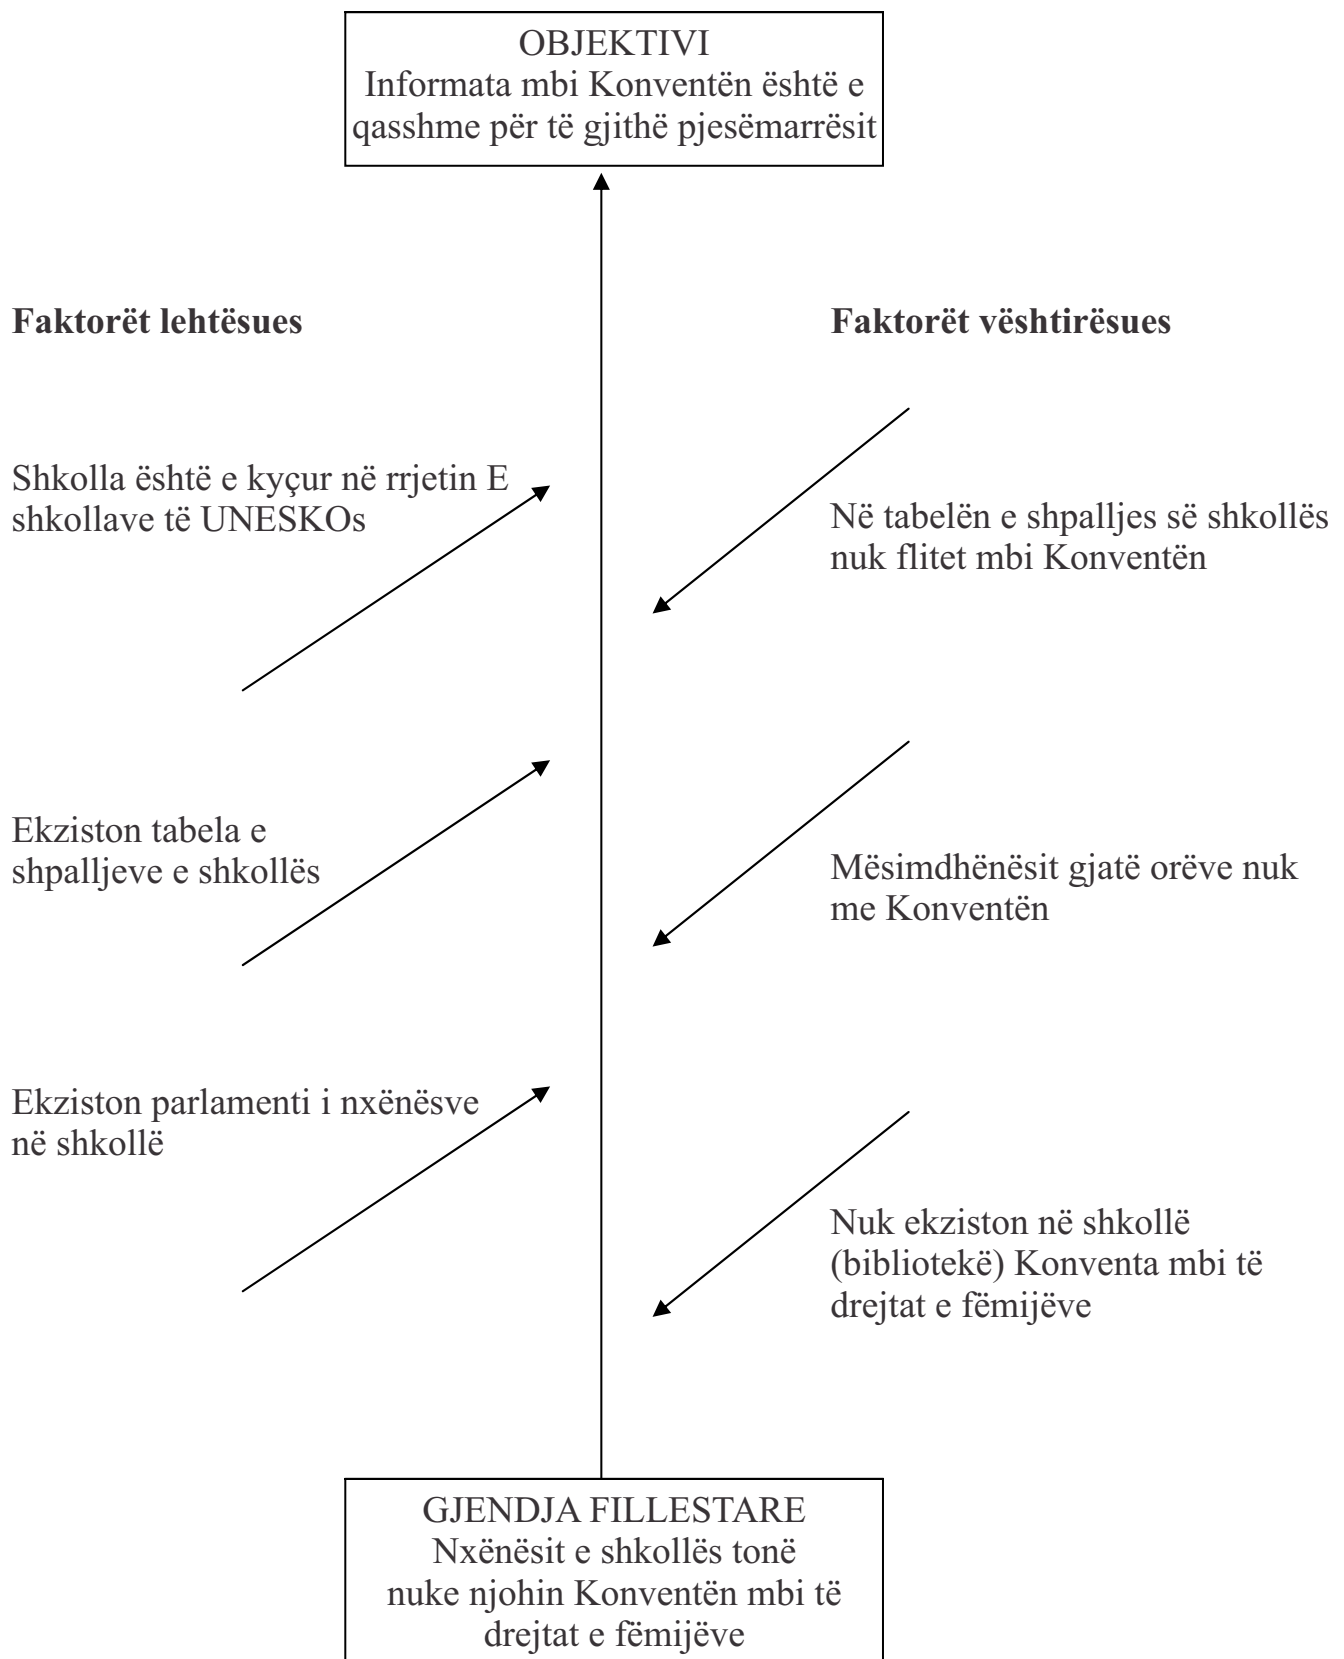 OBJEKTIVI
Informata mbi Konventën është e
qasshme për të gjithë pjesëmarrësit
Faktorët lehtësues
Faktorët vështirësues
Shkolla është e kyçur në rrjetin E
shkollave të UNESKOs
Në tabelën e shpalljes së shkollës
nuk flitet mbi Konventën
Ekziston tabela e
shpalljeve e shkollës
Mësimdhënësit gjatë orëve nuk
me Konventën
Ekziston parlamenti i nxënësve
në shkollë
Nuk ekziston në shkollë
(bibliotekë) Konventa mbi të
drejtat e fëmijëve
GJENDJA FILLESTARE
Nxënësit e shkollës tonë
nuke njohin Konventën mbi të
drejtat e fëmijëve